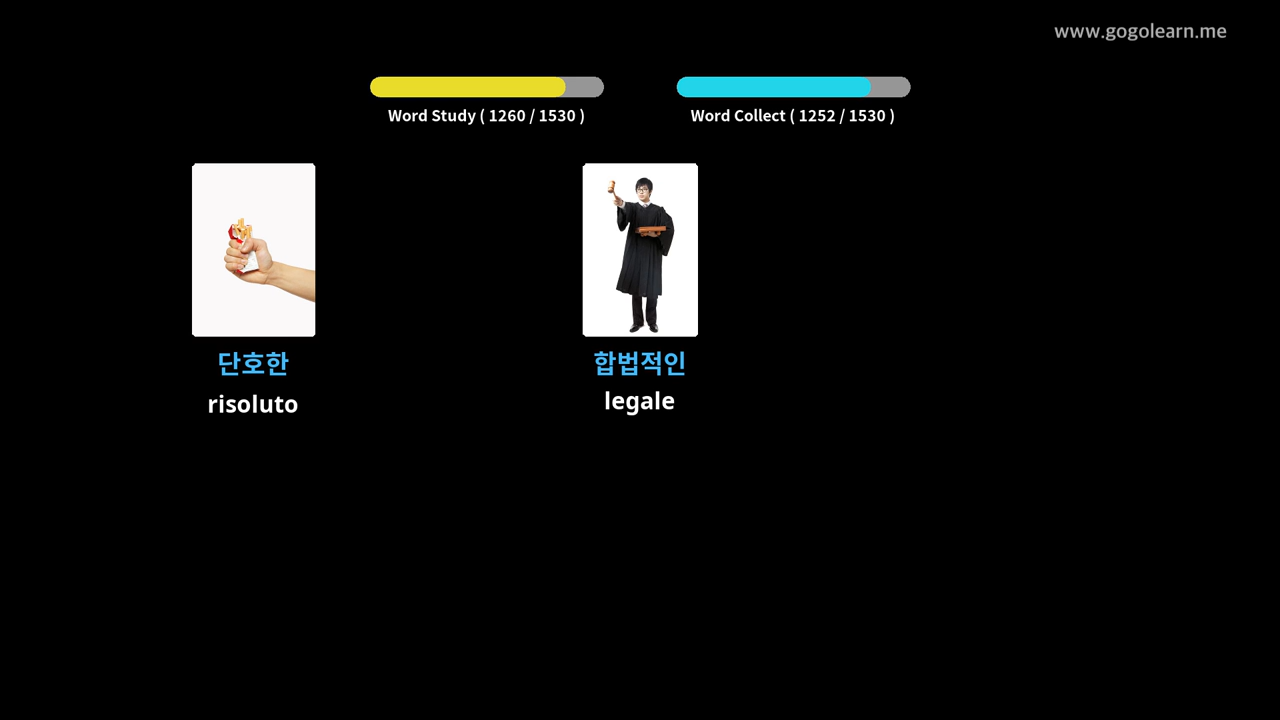 www.gogolearn.me
Word Study ( 1260 / 1530 )
Word Collect ( 1252 / 1530 )
단호한
risoluto
합법적인
legale